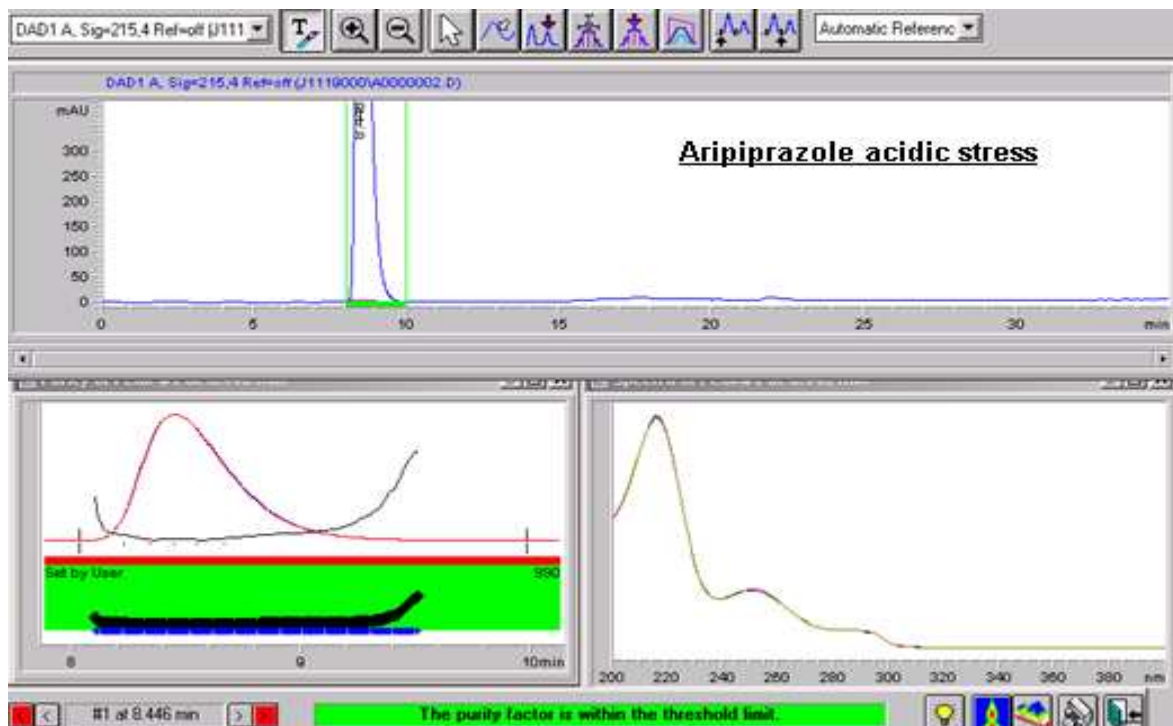 DAD1 A, Sig=215,4 Ref=off (J111
Automatic Referenc
DAD1 A, Sig=215,4 Ref=off (J1119000\A0000002.D)
mAU
300
250
200
150
100
50
0
Aripiprazole acidic stress
0 5 10 15 20 25 30 min
Set by User 990
8 9 10min
200 220 240 260 280 300 320 340 360 380 nm
#1 at 8.446 min
The purity factor is within the threshold limit.